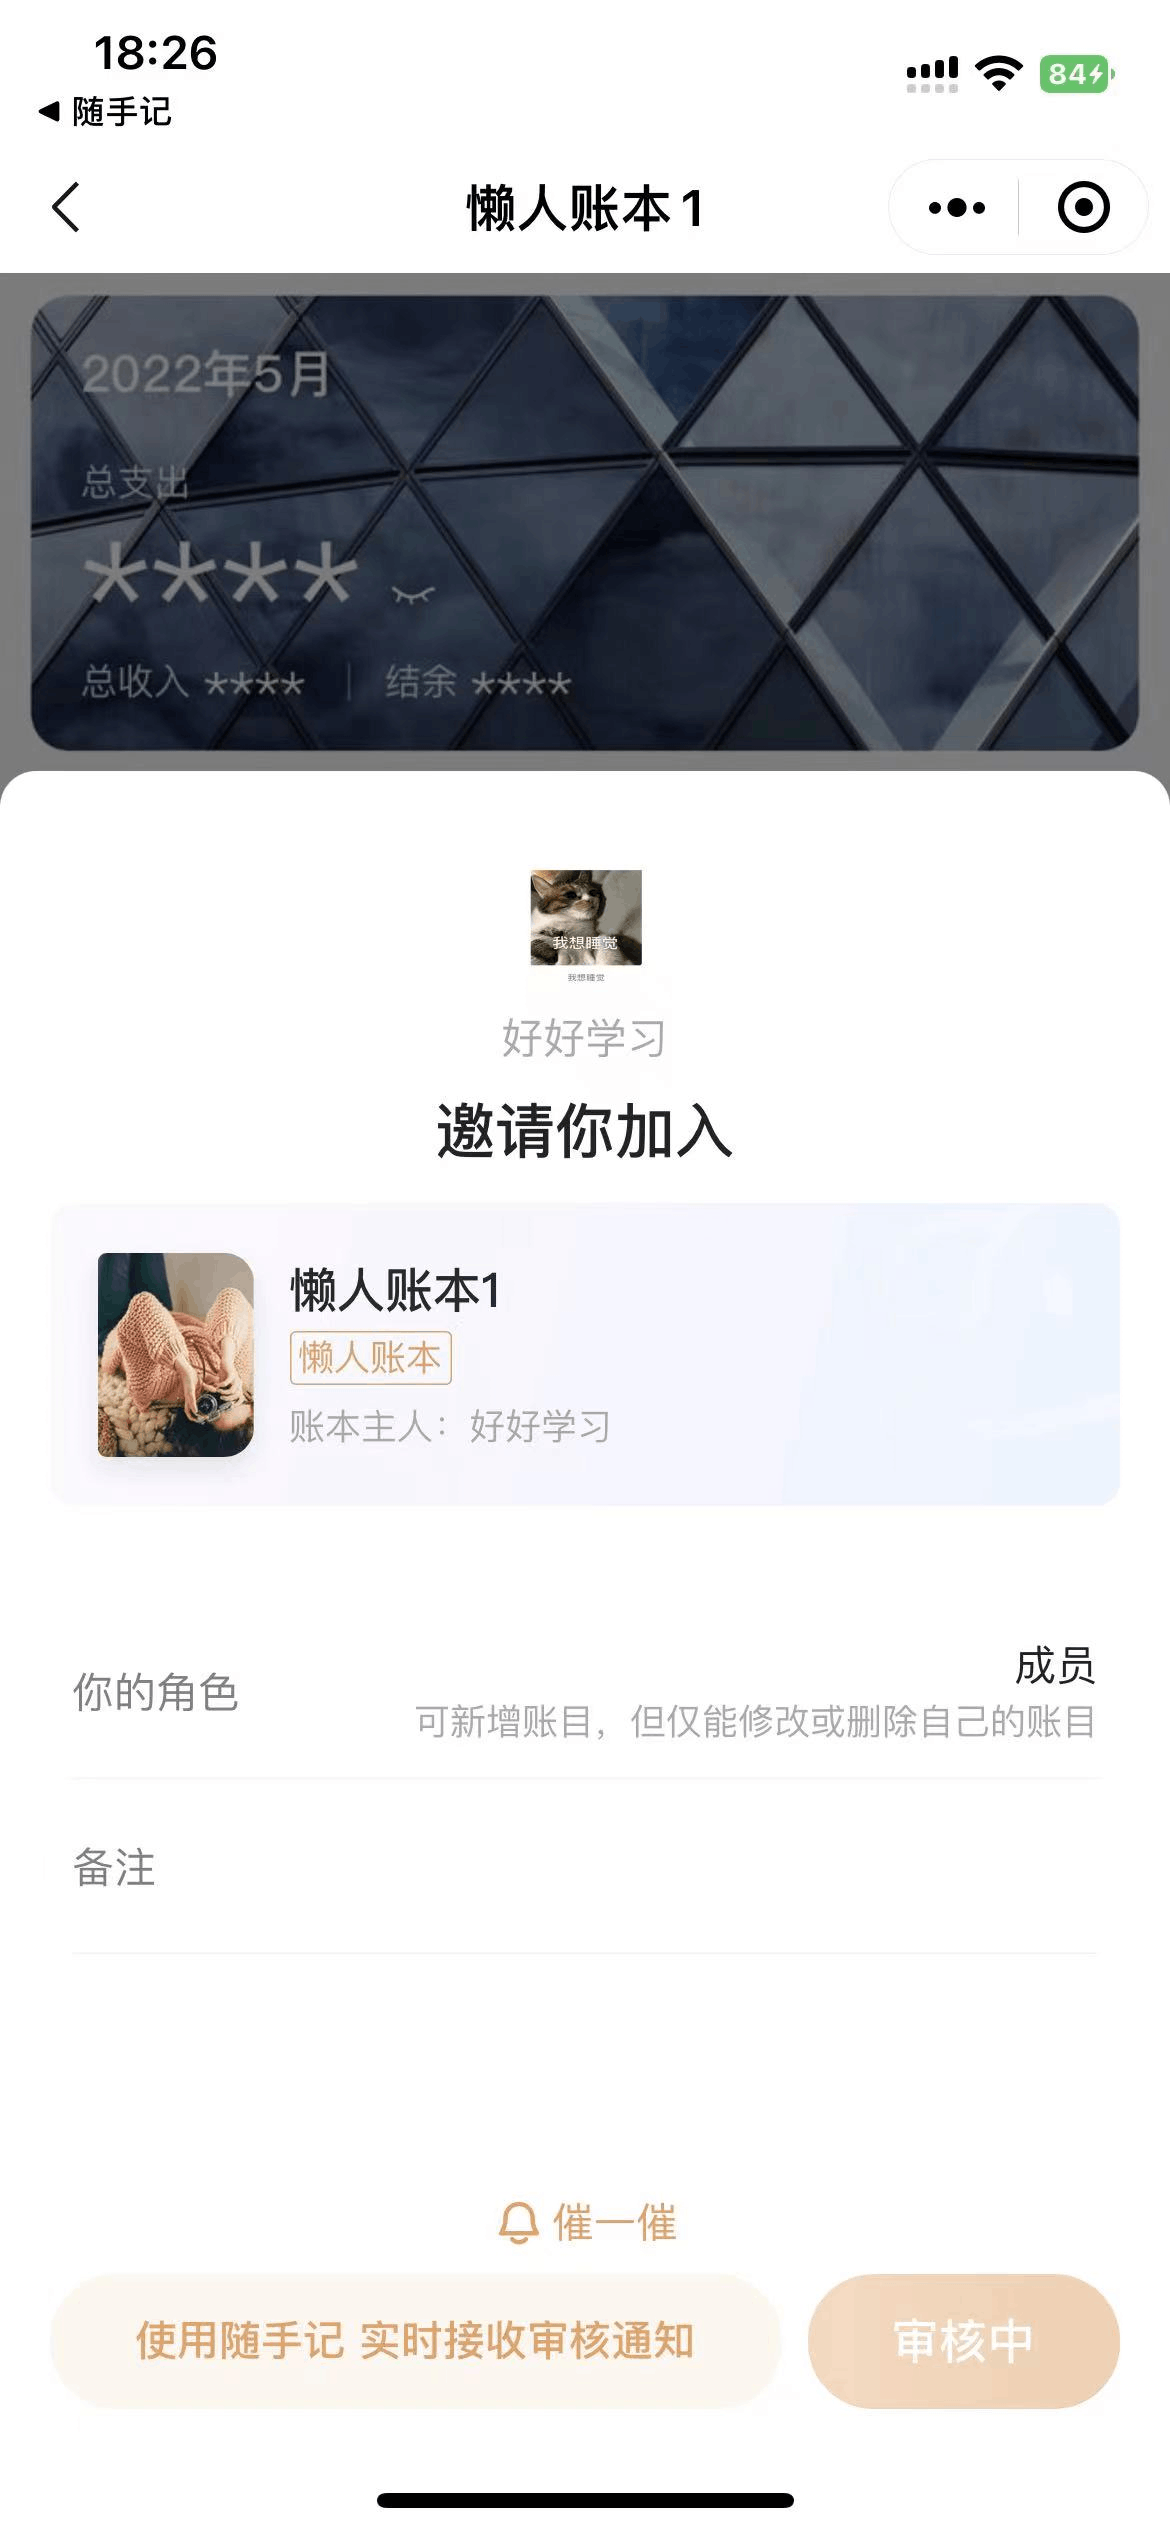 18:26
84
◀ 随手记
懒人账本1
2022年5月
总支出
****
总收入 **** | 结余 ****
我想睡觉
我想睡觉
好好学习
邀请你加入
懒人账本1
懒人账本
账本主人：好好学习
成员
你的角色
可新增账目，但仅能修改或删除自己的账目
备注
催一催
使用随手记 实时接收审核通知
审核中